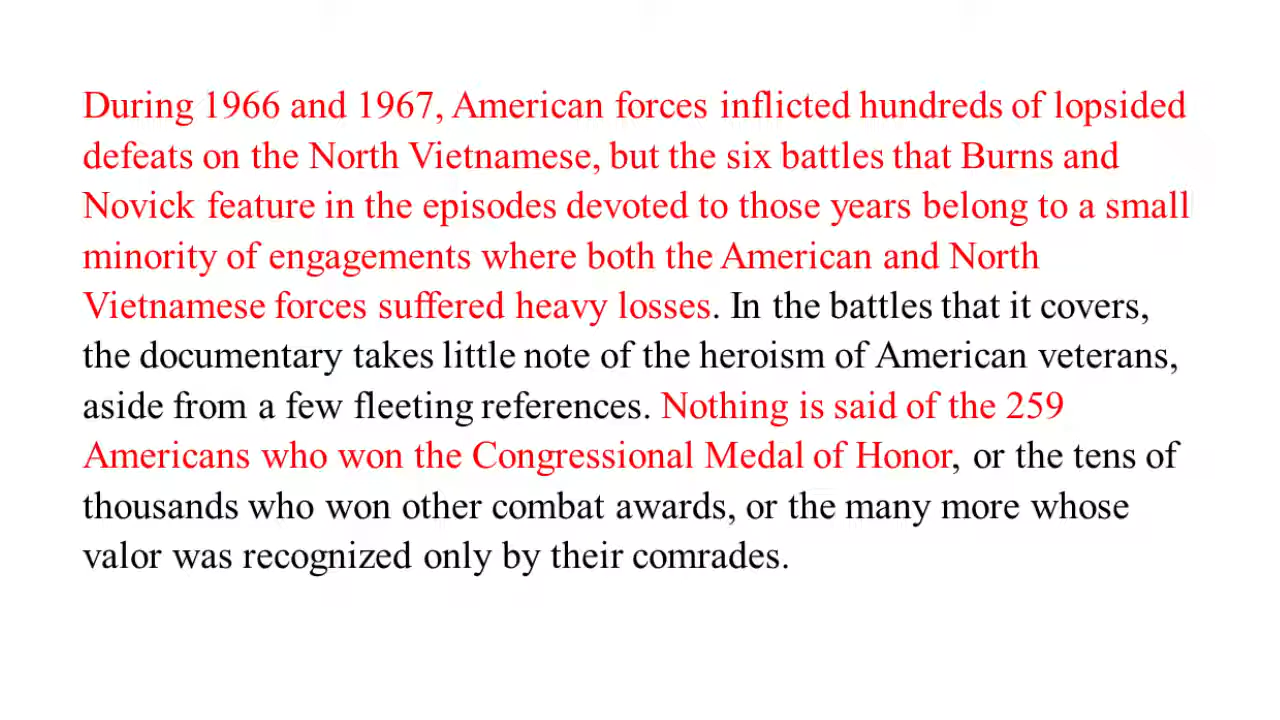 During 1966 and 1967, American forces inflicted hundreds of lopsided
defeats on the North Vietnamese, but the six battles that Burns and
Novick feature in the episodes devoted to those years belong to a small
minority of engagements where both the American and North
Vietnamese forces suffered heavy losses. In the battles that it covers,
the documentary takes little note of the heroism of American veterans,
aside from a few fleeting references. Nothing is said of the 259
Americans who won the Congressional Medal of Honor, or the tens of
thousands who won other combat awards, or the many more whose
valor was recognized only by their comrades.